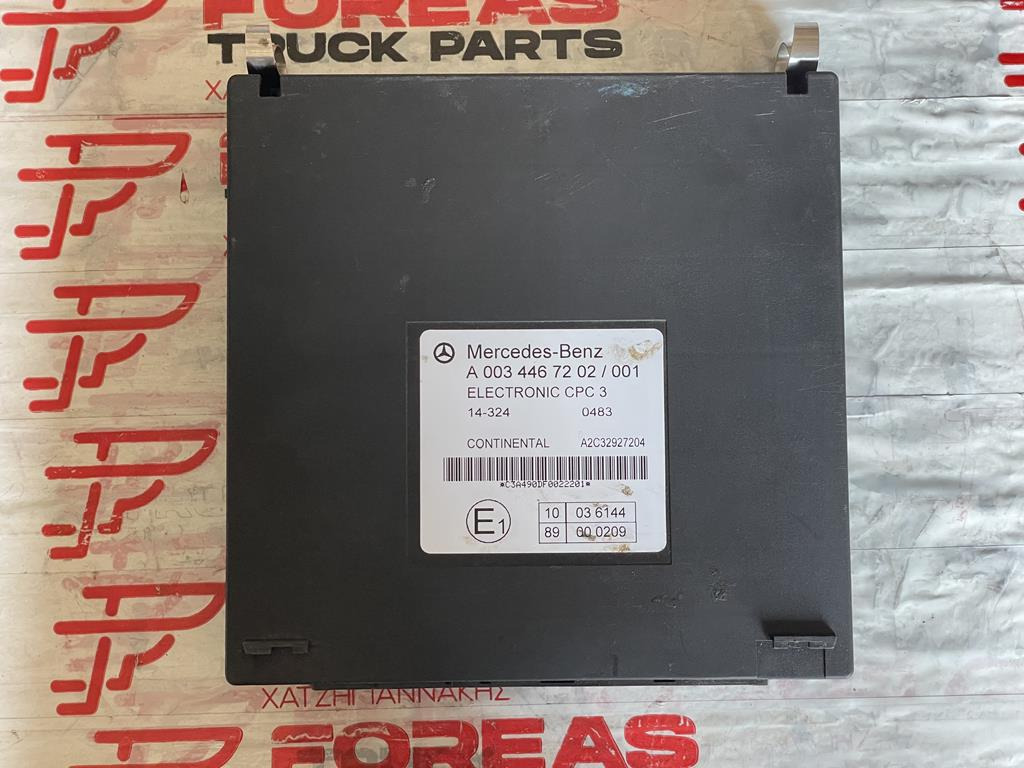 FOREAS
TRUCK PARTS
Mercedes-Benz
A 003 446 72 02 / 001
ELECTRONIC CPC 3
14-324 0483
CONTINENTAL A2C32927204
*C3A490DF0022201*
E1
10 03 6144
89 00 0209
ΧΑΤΖΗΓΙΑΝΝΑΚΗΣ
FOREAS